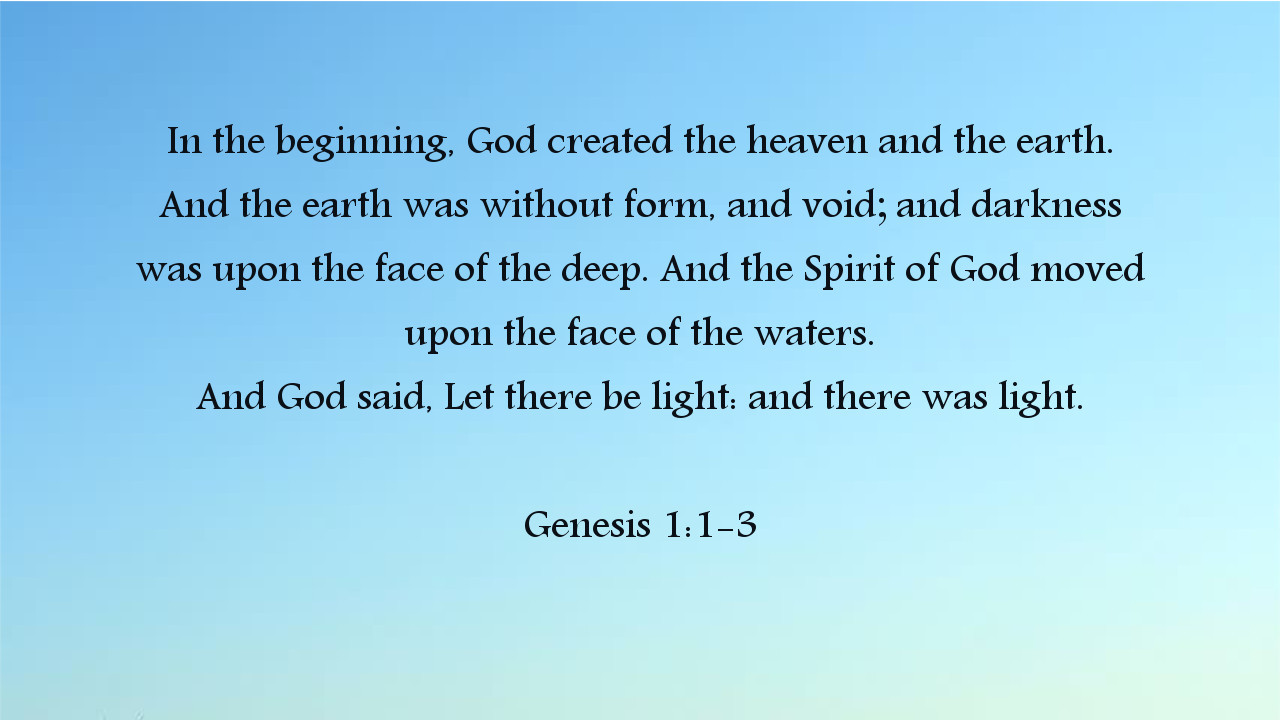 In the beginning, God created the heaven and the earth.
And the earth was without form, and void; and darkness
was upon the face of the deep. And the Spirit of God moved
upon the face of the waters.
And God said, Let there be light: and there was light.
Genesis 1:1-3